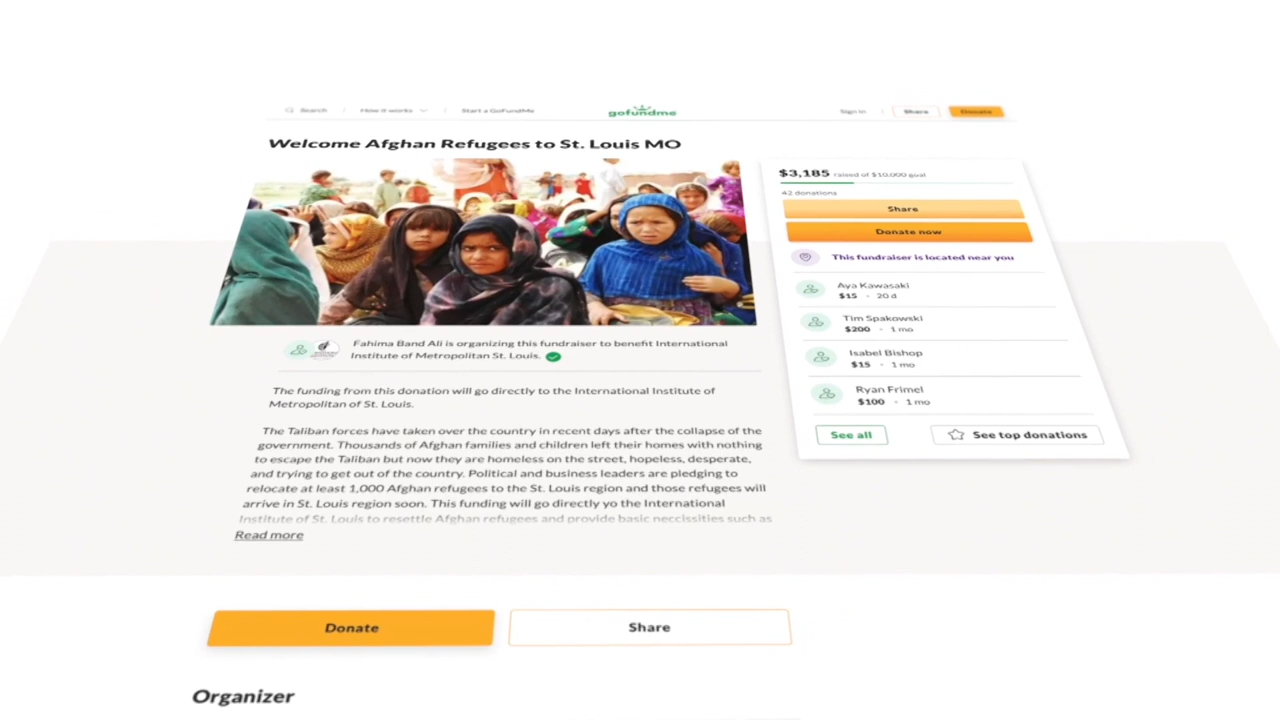 Search
How it works
Start a GoFundMe
gofundme
Sign in
Share
Donate
Welcome Afghan Refugees to St. Louis MO
$3,185 raised of $10,000 goal
42 donations
Share
Donate now
This fundraiser is located near you
Aya Kawasaki
$15 · 20 d
Tim Spakowski
$200 · 1 mo
Isabel Bishop
$15 · 1 mo
Ryan Frimel
$100 · 1 mo
See all
See top donations
Fahima Band Ali is organizing this fundraiser to benefit International
Institute of Metropolitan St. Louis.
The funding from this donation will go directly to the International Institute of
Metropolitan of St. Louis.
The Taliban forces have taken over the country in recent days after the collapse of the
government. Thousands of Afghan families and children left their homes with nothing
to escape the Taliban but now they are homeless on the street, hopeless, desperate,
and trying to get out of the country. Political and business leaders are pledging to
relocate at least 1,000 Afghan refugees to the St. Louis region and those refugees will
arrive in St. Louis region soon. This funding will go directly yo the International
Institute of St. Louis to resettle Afghan refugees and provide basic neccissities such as
Read more
Donate
Share
Organizer